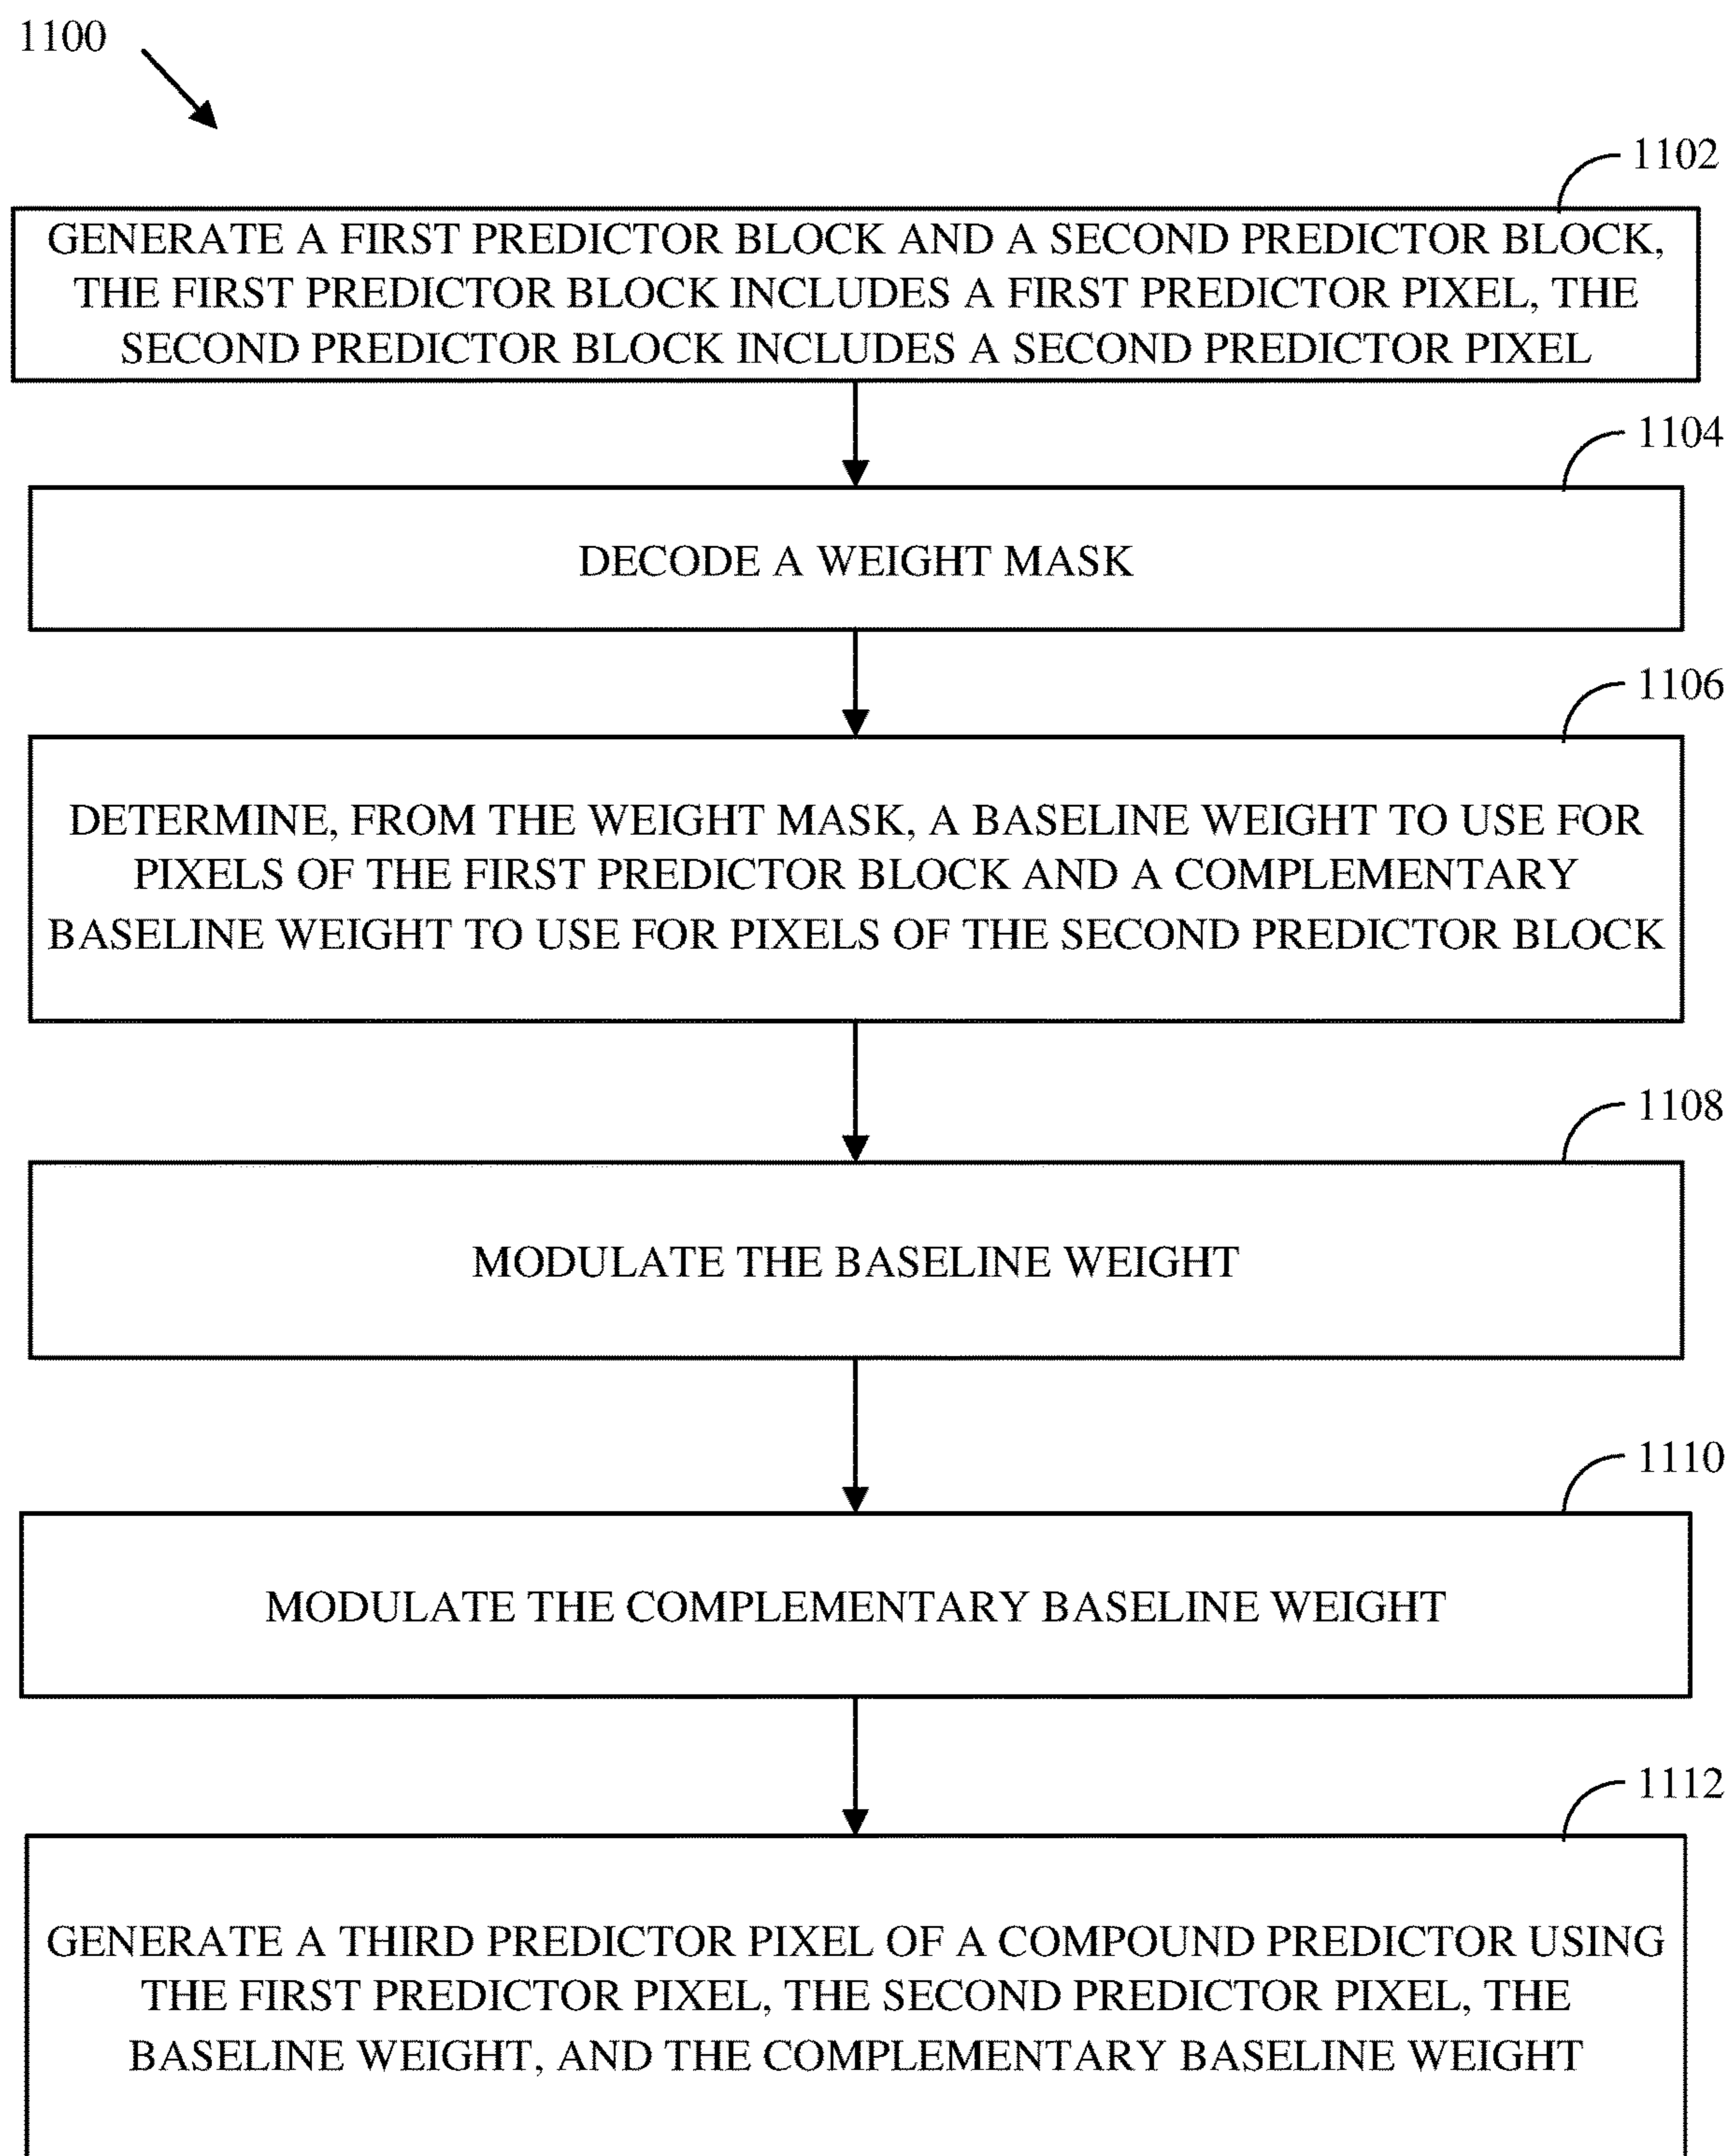 1100
1102
GENERATE A FIRST PREDICTOR BLOCK AND A SECOND PREDICTOR BLOCK,
THE FIRST PREDICTOR BLOCK INCLUDES A FIRST PREDICTOR PIXEL, THE
SECOND PREDICTOR BLOCK INCLUDES A SECOND PREDICTOR PIXEL
1104
DECODE A WEIGHT MASK
1106
DETERMINE, FROM THE WEIGHT MASK, A BASELINE WEIGHT TO USE FOR
PIXELS OF THE FIRST PREDICTOR BLOCK AND A COMPLEMENTARY
BASELINE WEIGHT TO USE FOR PIXELS OF THE SECOND PREDICTOR BLOCK
1108
MODULATE THE BASELINE WEIGHT
1110
MODULATE THE COMPLEMENTARY BASELINE WEIGHT
1112
GENERATE A THIRD PREDICTOR PIXEL OF A COMPOUND PREDICTOR USING
THE FIRST PREDICTOR PIXEL, THE SECOND PREDICTOR PIXEL, THE
BASELINE WEIGHT, AND THE COMPLEMENTARY BASELINE WEIGHT